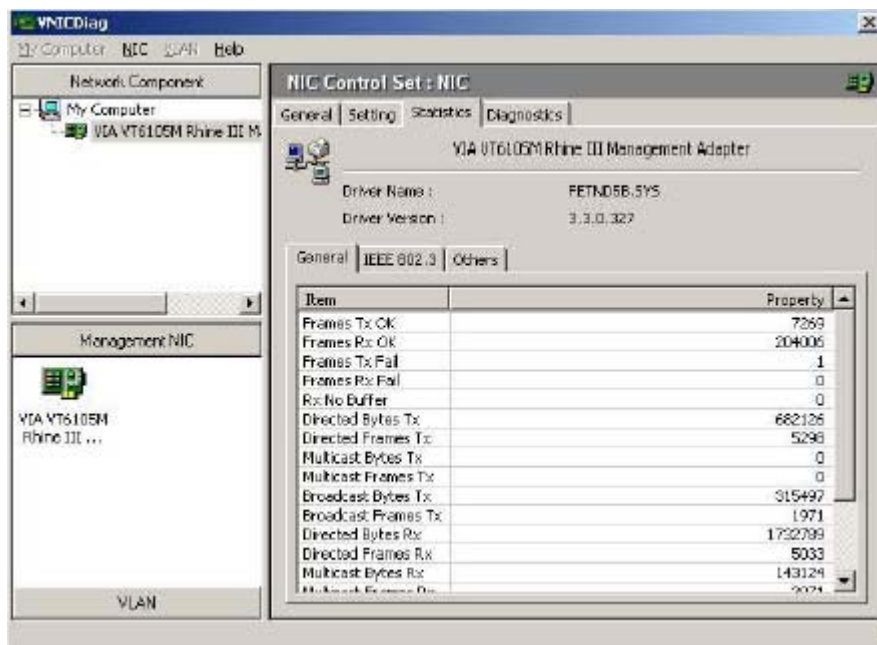 VNICDiag
My Computer NIC VLAN Help
Network Component
My Computer
VIA VT6105M Rhine III M
Management NIC
VIA VT6105M
Rhine III ...
VLAN
NIC Control Set : NIC
General Setting Statistics Diagnostics
VIA VT6105M Rhine III Management Adapter
Driver Name : FETND5B.SYS
Driver Version : 3.3.0.327
General IEEE 802.3 Others
Item Property
Frames Tx OK 7269
Frames Rx OK 204006
Frames Tx Fail 1
Frames Rx Fail 0
Rx No Buffer 0
Directed Bytes Tx 682126
Directed Frames Tx 5298
Multicast Bytes Tx 0
Multicast Frames Tx 0
Broadcast Bytes Tx 315497
Broadcast Frames Tx 1971
Directed Bytes Rx 1732789
Directed Frames Rx 5033
Multicast Bytes Rx 143124